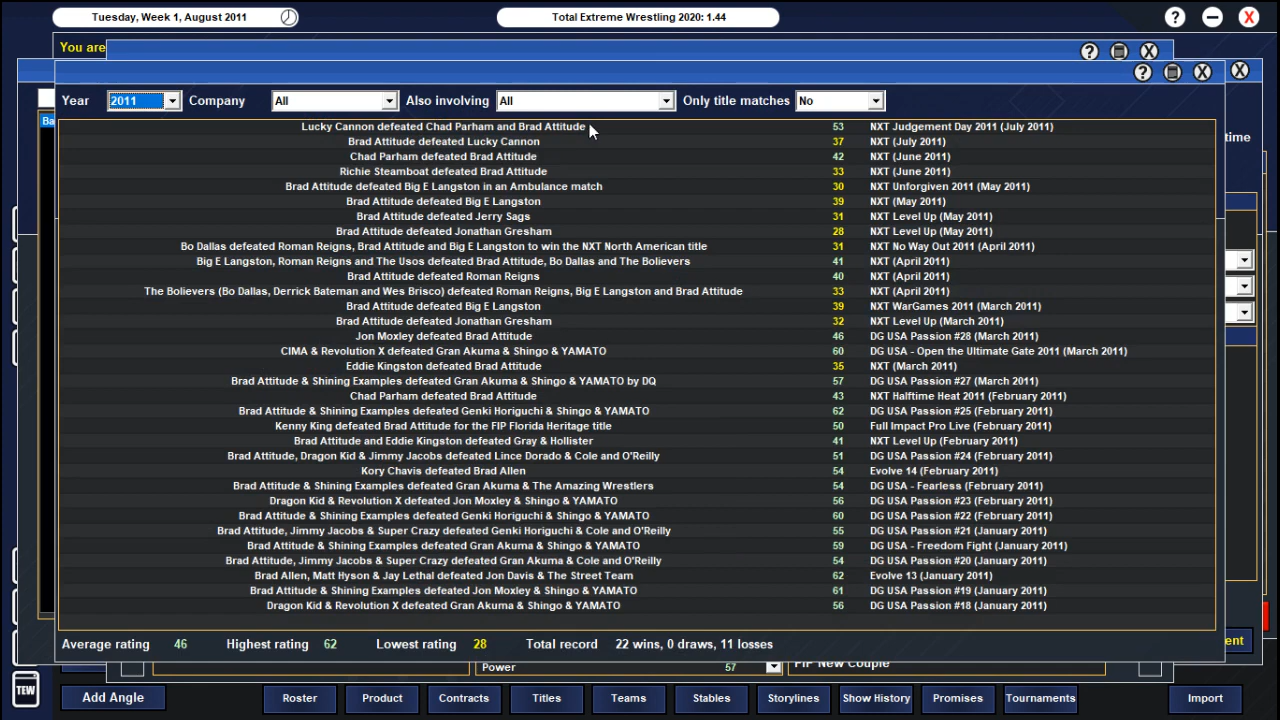 Tuesday, Week 1, August 2011
Total Extreme Wrestling 2020: 1.44
You are
Year 2011 Company All Also involving All Only title matches No
Ba
Lucky Cannon defeated Chad Parham and Brad Attitude 53 NXT Judgement Day 2011 (July 2011)
time
Brad Attitude defeated Lucky Cannon 37 NXT (July 2011)
Chad Parham defeated Brad Attitude 42 NXT (June 2011)
Richie Steamboat defeated Brad Attitude 33 NXT (June 2011)
Brad Attitude defeated Big E Langston in an Ambulance match 30 NXT Unforgiven 2011 (May 2011)
Brad Attitude defeated Big E Langston 39 NXT (May 2011)
Brad Attitude defeated Jerry Sags 31 NXT Level Up (May 2011)
Brad Attitude defeated Jonathan Gresham 28 NXT Level Up (May 2011)
Bo Dallas defeated Roman Reigns, Brad Attitude and Big E Langston to win the NXT North American title 31 NXT No Way Out 2011 (April 2011)
Big E Langston, Roman Reigns and The Usos defeated Brad Attitude, Bo Dallas and The Bolievers 41 NXT (April 2011)
Brad Attitude defeated Roman Reigns 40 NXT (April 2011)
The Bolievers (Bo Dallas, Derrick Bateman and Wes Brisco) defeated Roman Reigns, Big E Langston and Brad Attitude 33 NXT (April 2011)
Brad Attitude defeated Big E Langston 39 NXT WarGames 2011 (March 2011)
Brad Attitude defeated Jonathan Gresham 32 NXT Level Up (March 2011)
Jon Moxley defeated Brad Attitude 46 DG USA Passion #28 (March 2011)
CIMA & Revolution X defeated Gran Akuma & Shingo & YAMATO 60 DG USA - Open the Ultimate Gate 2011 (March 2011)
Eddie Kingston defeated Brad Attitude 35 NXT (March 2011)
Brad Attitude & Shining Examples defeated Gran Akuma & Shingo & YAMATO by DQ 57 DG USA Passion #27 (March 2011)
Chad Parham defeated Brad Attitude 43 NXT Halftime Heat 2011 (February 2011)
Brad Attitude & Shining Examples defeated Genki Horiguchi & Shingo & YAMATO 62 DG USA Passion #25 (February 2011)
Kenny King defeated Brad Attitude for the FIP Florida Heritage title 50 Full Impact Pro Live (February 2011)
Brad Attitude and Eddie Kingston defeated Gray & Hollister 41 NXT Level Up (February 2011)
Brad Attitude, Dragon Kid & Jimmy Jacobs defeated Lince Dorado & Cole and O'Reilly 51 DG USA Passion #24 (February 2011)
Kory Chavis defeated Brad Allen 54 Evolve 14 (February 2011)
Brad Attitude & Shining Examples defeated Gran Akuma & The Amazing Wrestlers 54 DG USA - Fearless (February 2011)
Dragon Kid & Revolution X defeated Jon Moxley & Shingo & YAMATO 56 DG USA Passion #23 (February 2011)
Brad Attitude & Shining Examples defeated Genki Horiguchi & Shingo & YAMATO 60 DG USA Passion #22 (February 2011)
Brad Attitude, Jimmy Jacobs & Super Crazy defeated Genki Horiguchi & Cole and O'Reilly 55 DG USA Passion #21 (January 2011)
Brad Attitude & Shining Examples defeated Gran Akuma & Shingo & YAMATO 59 DG USA - Freedom Fight (January 2011)
Brad Attitude, Jimmy Jacobs & Super Crazy defeated Gran Akuma & Cole and O'Reilly 54 DG USA Passion #20 (January 2011)
Brad Allen, Matt Hyson & Jay Lethal defeated Jon Davis & The Street Team 62 Evolve 13 (January 2011)
Brad Attitude & Shining Examples defeated Jon Moxley & Shingo & YAMATO 61 DG USA Passion #19 (January 2011)
Dragon Kid & Revolution X defeated Gran Akuma & Shingo & YAMATO 56 DG USA Passion #18 (January 2011)
Average rating 46 Highest rating 62 Lowest rating 28 Total record 22 wins, 0 draws, 11 losses
ent
Power 57 FIP New Couple
TEW
Add Angle Roster Product Contracts Titles Teams Stables Storylines Show History Promises Tournaments Import